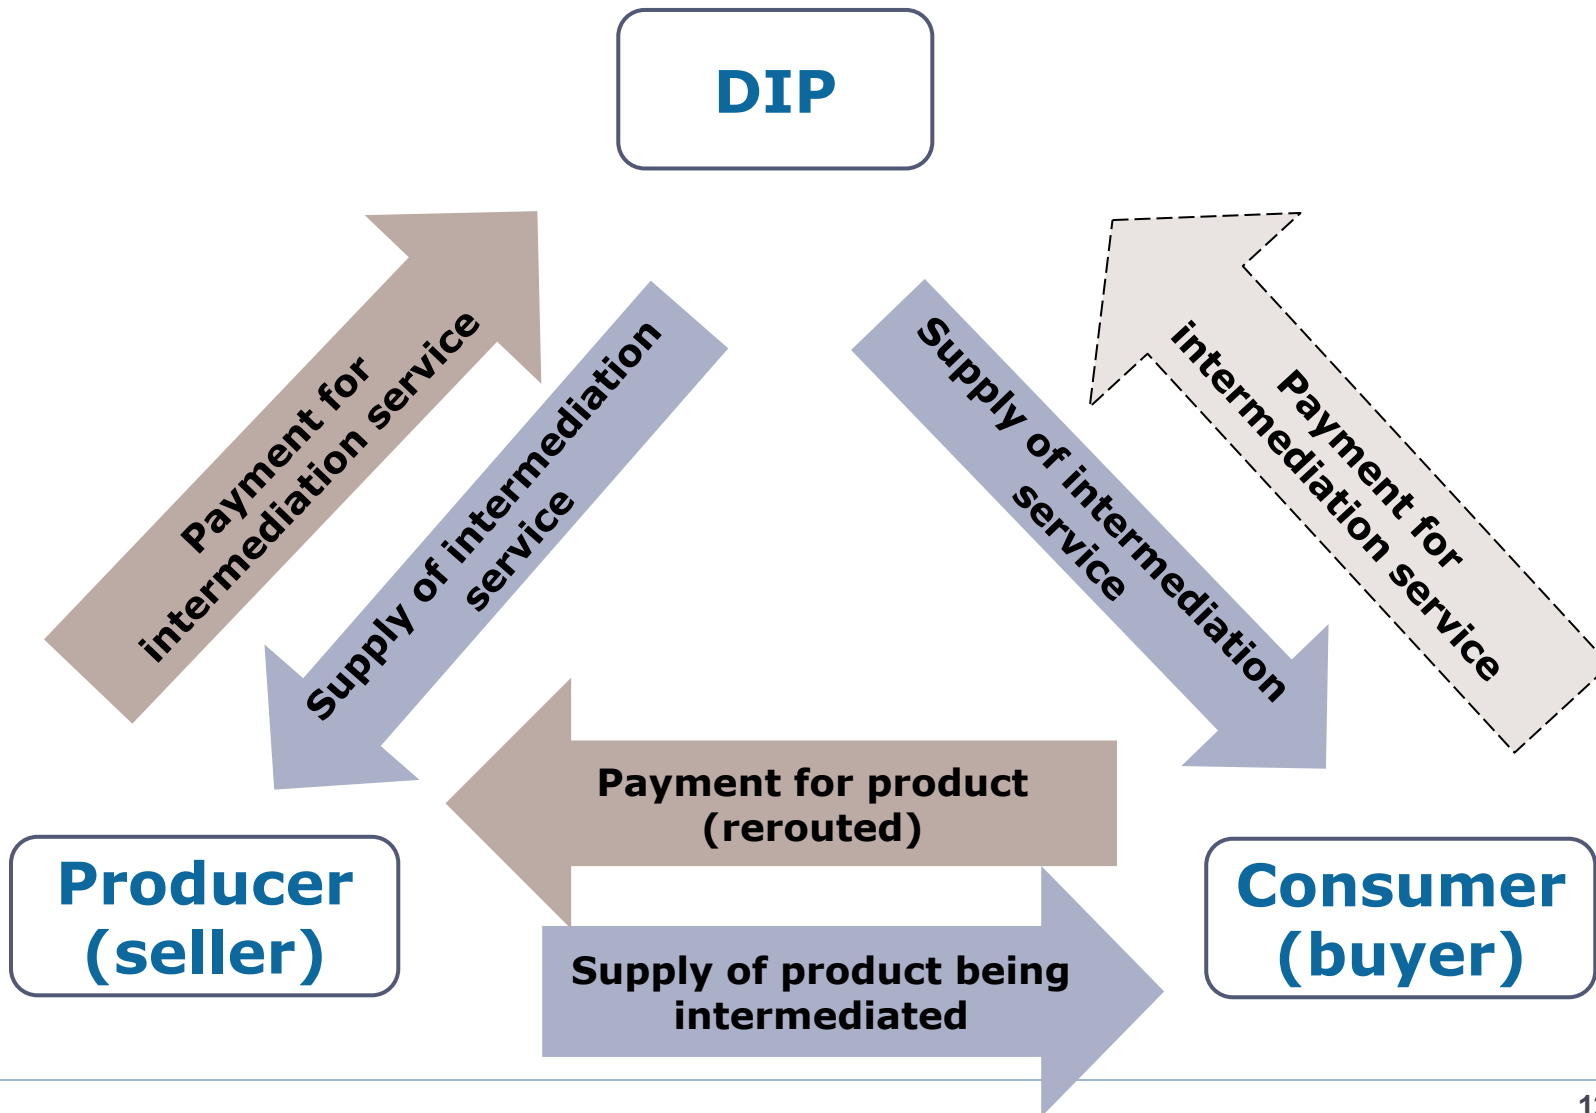 DIP
Payment for
intermediation service
Supply of intermediation
service
Supply of intermediation
service
Payment for
intermediation service
Payment for product
(rerouted)
Producer
(seller)
Consumer
(buyer)
Supply of product being
intermediated